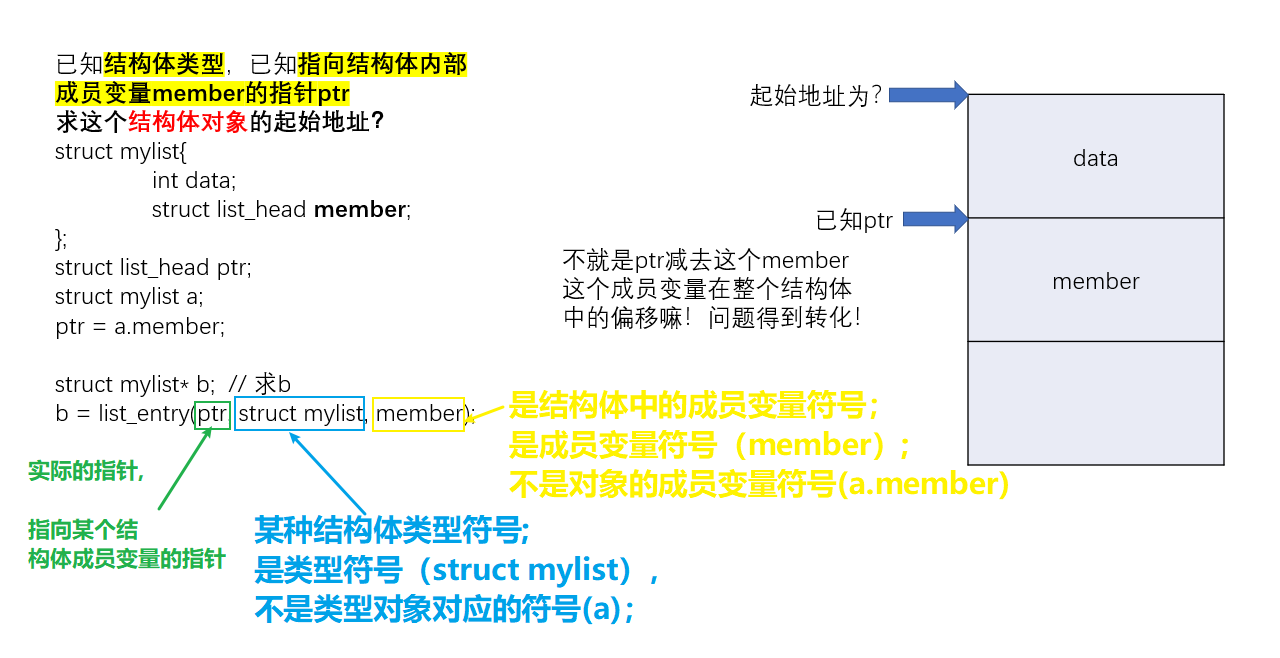 已知结构体类型，已知指向结构体内部
成员变量member的指针ptr
求这个结构体对象的起始地址?
struct mylist{
int data;
struct list_head member;
};
struct list_head ptr;
struct mylist a;
ptr = a.member;
struct mylist* b;  // 求b
b = list_entry(ptr, struct mylist, member);
实际的指针,
指向某个结
构体成员变量的指针
某种结构体类型符号;
是类型符号（struct mylist）,
不是类型对象对应的符号(a)；
是结构体中的成员变量符号；
是成员变量符号（member）；
不是对象的成员变量符号(a.member)
不就是ptr减去这个member
这个成员变量在整个结构体
中的偏移嘛！问题得到转化！
起始地址为?
已知ptr
data
member